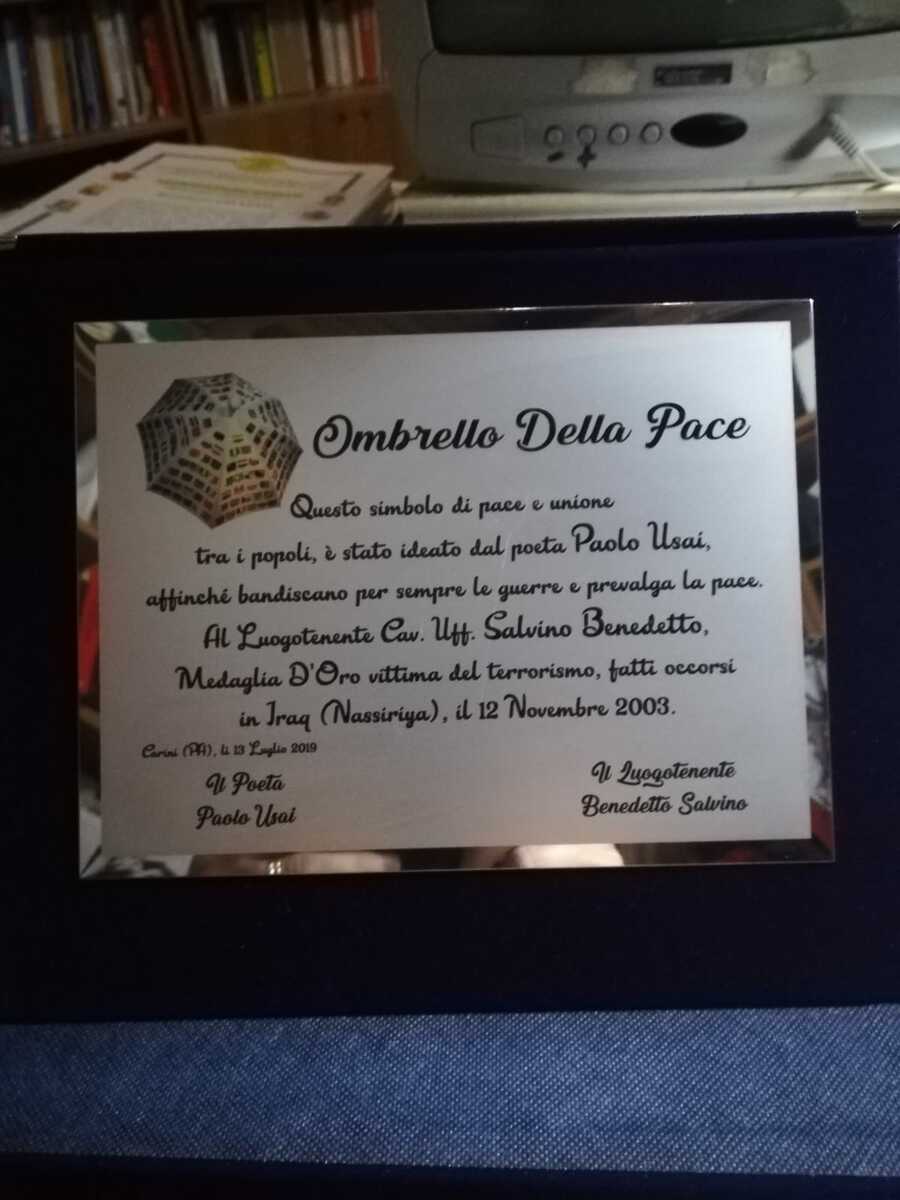 Ombrello Della Pace
Questo simbolo di pace e unione
tra i popoli, è stato ideato dal poeta Paolo Usai,
affinché bandiscano per sempre le guerre e prevalga la pace.
Al Luogotenente Cav. Uff. Salvino Benedetto,
Medaglia D'Oro vittima del terrorismo, fatti occorsi
in Iraq (Nassiriya), il 12 Novembre 2003.
Carini (PA), li 13 Luglio 2019
Il Poeta
Paolo Usai
Il Luogotenente
Benedetto Salvino